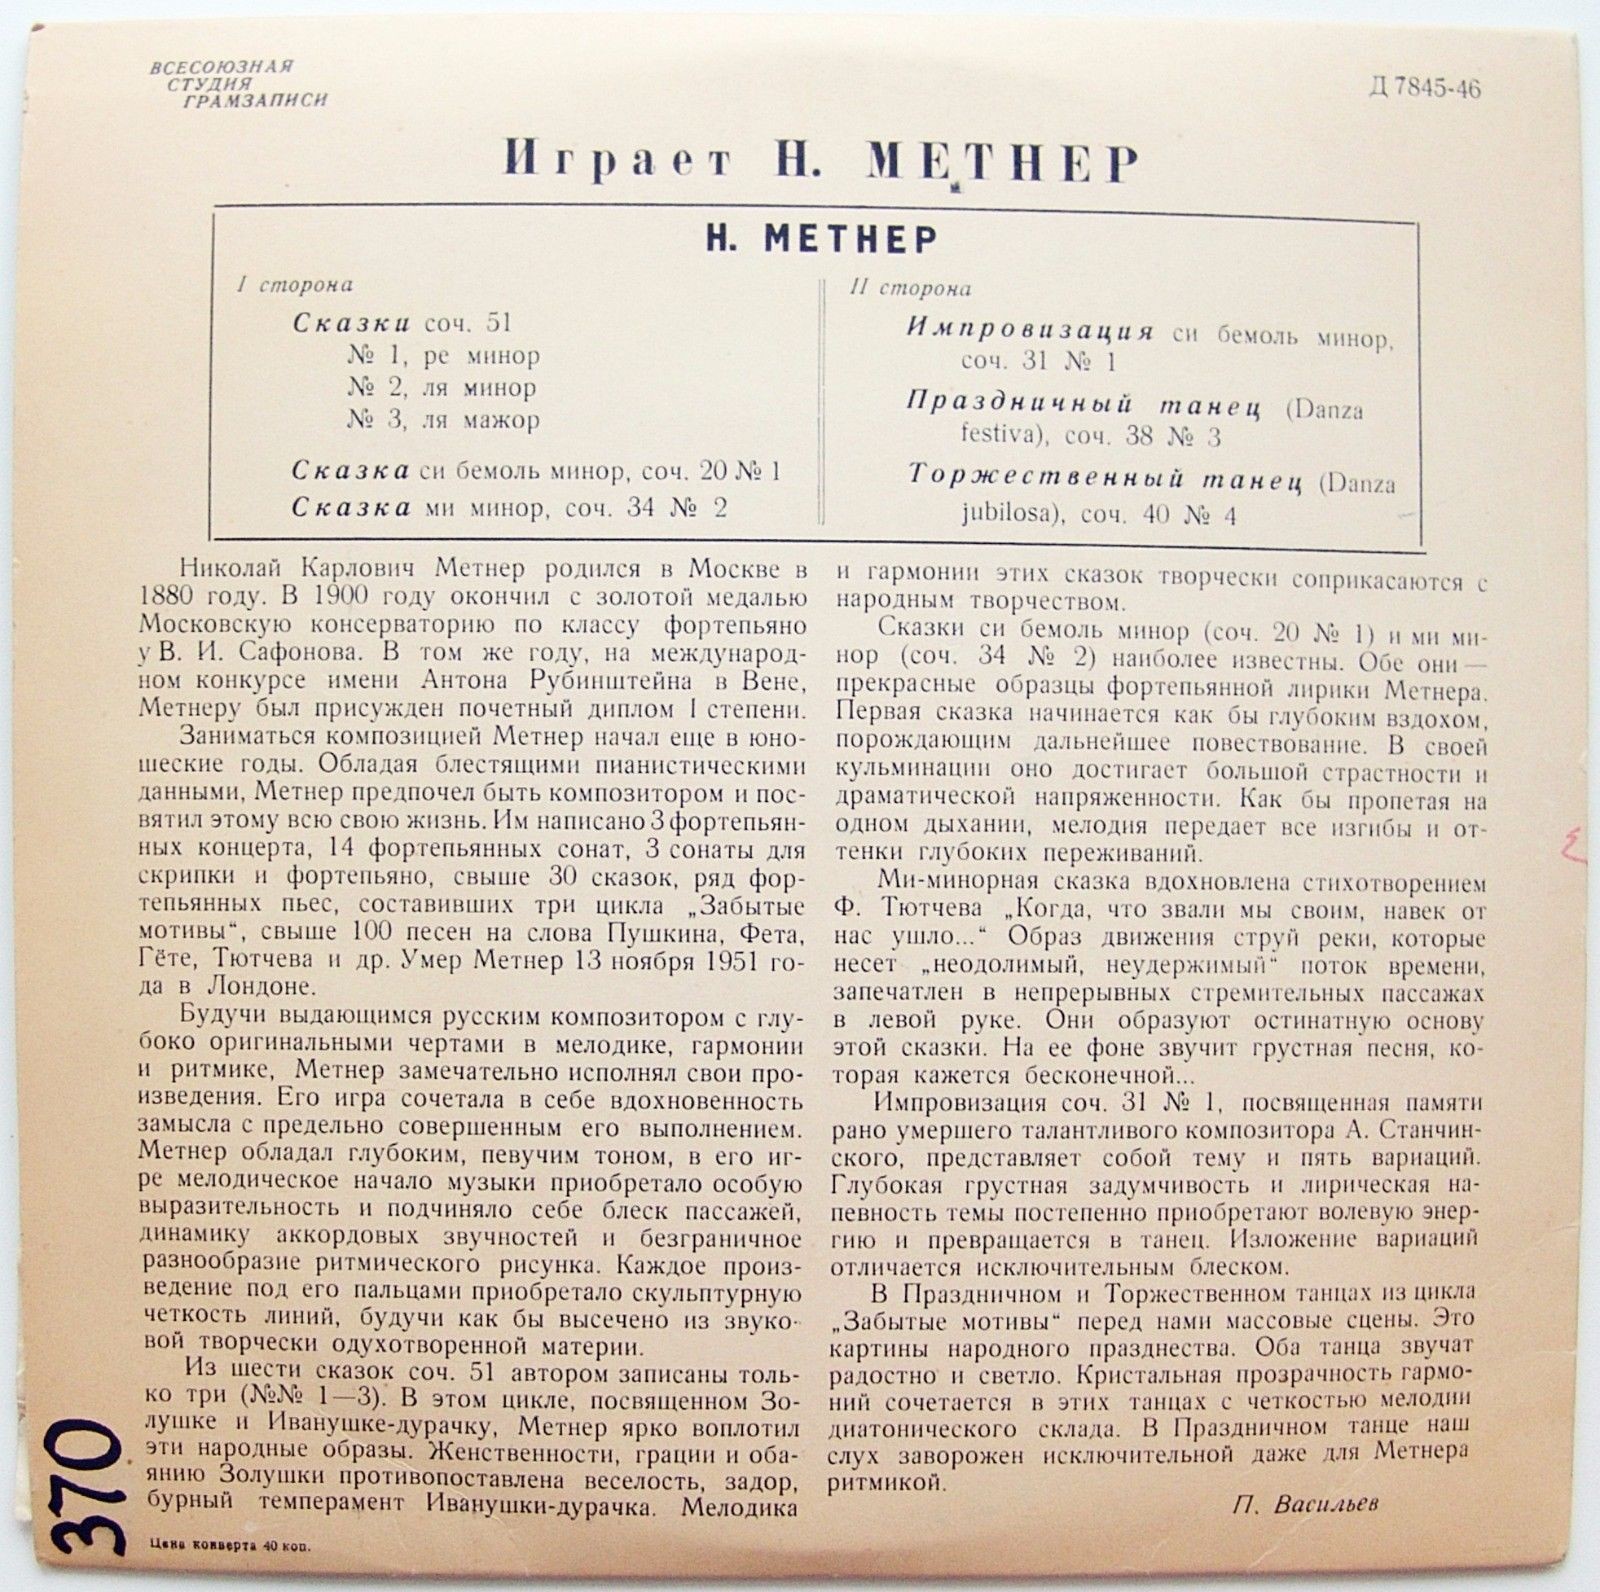 ВСЕСОЮЗНАЯ
СТУДИЯ
ГРАМЗАПИСИ
Д 7845-46
Играет Н. МЕТНЕР
Н. МЕТНЕР
I сторона
Сказки соч. 51
№ 1, ре минор
№ 2, ля минор
№ 3, ля мажор
Сказка си бемоль минор, соч. 20 № 1
Сказка ми минор, соч. 34 № 2
II сторона
Импровизация си бемоль минор,
соч. 31 № 1
Праздничный танец (Danza
festiva), соч. 38 № 3
Торжественный танец (Danza
jubilosa), соч. 40 № 4
Николай Карлович Метнер родился в Москве в
1880 году. В 1900 году окончил с золотой медалью
Московскую консерваторию по классу фортепьяно
у В. И. Сафонова. В том же году, на международ-
ном конкурсе имени Антона Рубинштейна в Вене,
Метнеру был присужден почетный диплом I степени.
Заниматься композицией Метнер начал еще в юно-
шеские годы. Обладая блестящими пианистическими
данными, Метнер предпочел быть композитором и пос-
вятил этому всю свою жизнь. Им написано 3 фортепьян-
ных концерта, 14 фортепьянных сонат, 3 сонаты для
скрипки и фортепьяно, свыше 30 сказок, ряд фор-
тепьянных пьес, составивших три цикла „Забытые
мотивы“, свыше 100 песен на слова Пушкина, Фета,
Гёте, Тютчева и др. Умер Метнер 13 ноября 1951 го-
да в Лондоне.
Будучи выдающимся русским композитором с глу-
боко оригинальными чертами в мелодике, гармонии
и ритмике, Метнер замечательно исполнял свои про-
изведения. Его игра сочетала в себе вдохновенность
замысла с предельно совершенным его выполнением.
Метнер обладал глубоким, певучим тоном, в его иг-
ре мелодическое начало музыки приобретало особую
выразительность и подчиняло себе блеск пассажей,
динамику аккордовых звучностей и безграничное
разнообразие ритмического рисунка. Каждое произ-
ведение под его пальцами приобретало скульптурную
четкость линий, будучи как бы высечено из звуко-
вой творчески одухотворенной материи.
Из шести сказок соч. 51 автором записаны толь-
ко три (№№ 1—3). В этом цикле, посвященном Зо-
лушке и Иванушке-дурачку, Метнер ярко воплотил
эти народные образы. Женственности, грации и оба-
янию Золушки противопоставлена веселость, задор,
бурный темперамент Иванушки-дурачка. Мелодика
и гармонии этих сказок творчески соприкасаются с
народным творчеством.
Сказки си бемоль минор (соч. 20 № 1) и ми ми-
нор (соч. 34 № 2) наиболее известны. Обе они —
прекрасные образцы фортепьянной лирики Метнера.
Первая сказка начинается как бы глубоким вздохом,
порождающим дальнейшее повествование. В своей
кульминации оно достигает большой страстности и
драматической напряженности. Как бы пропетая на
одном дыхании, мелодия передает все изгибы и от-
тенки глубоких переживаний.
Ми-минорная сказка вдохновлена стихотворением
Ф. Тютчева „Когда, что звали мы своим, навек от
нас ушло...“ Образ движения струй реки, которые
несет „неодолимый, неудержимый“ поток времени,
запечатлен в непрерывных стремительных пассажах
в левой руке. Они образуют остинатную основу
этой сказки. На ее фоне звучит грустная песня, ко-
торая кажется бесконечной...
Импровизация соч. 31 № 1, посвященная памяти
рано умершего талантливого композитора А. Станчин-
ского, представляет собой тему и пять вариаций.
Глубокая грустная задумчивость и лирическая на-
певность темы постепенно приобретают волевую энер-
гию и превращается в танец. Изложение вариаций
отличается исключительным блеском.
В Праздничном и Торжественном танцах из цикла
„Забытые мотивы“ перед нами массовые сцены. Это
картины народного празднества. Оба танца звучат
радостно и светло. Кристальная прозрачность гармо-
ний сочетается в этих танцах с четкостью мелодии
диатонического склада. В Праздничном танце наш
слух заворожен исключительной даже для Метнера
ритмикой.
П. Васильев
370
Цена конверта 40 коп.